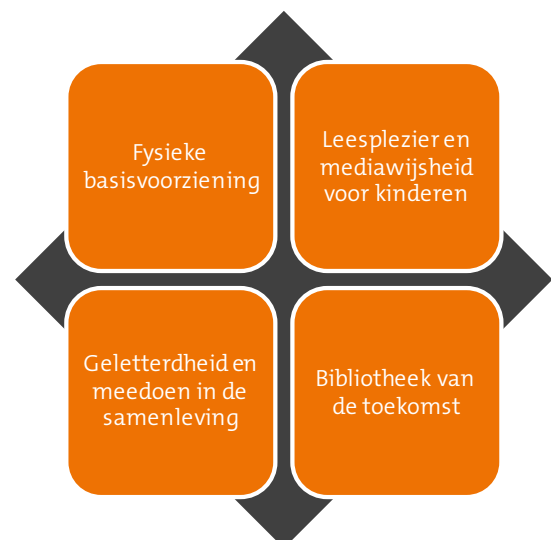 Fysieke
basisvoorziening
Leesplezier en
mediawijsheid
voor kinderen
Geletterdheid en
meedoen in de
samenleving
Bibliotheek van
de toekomst